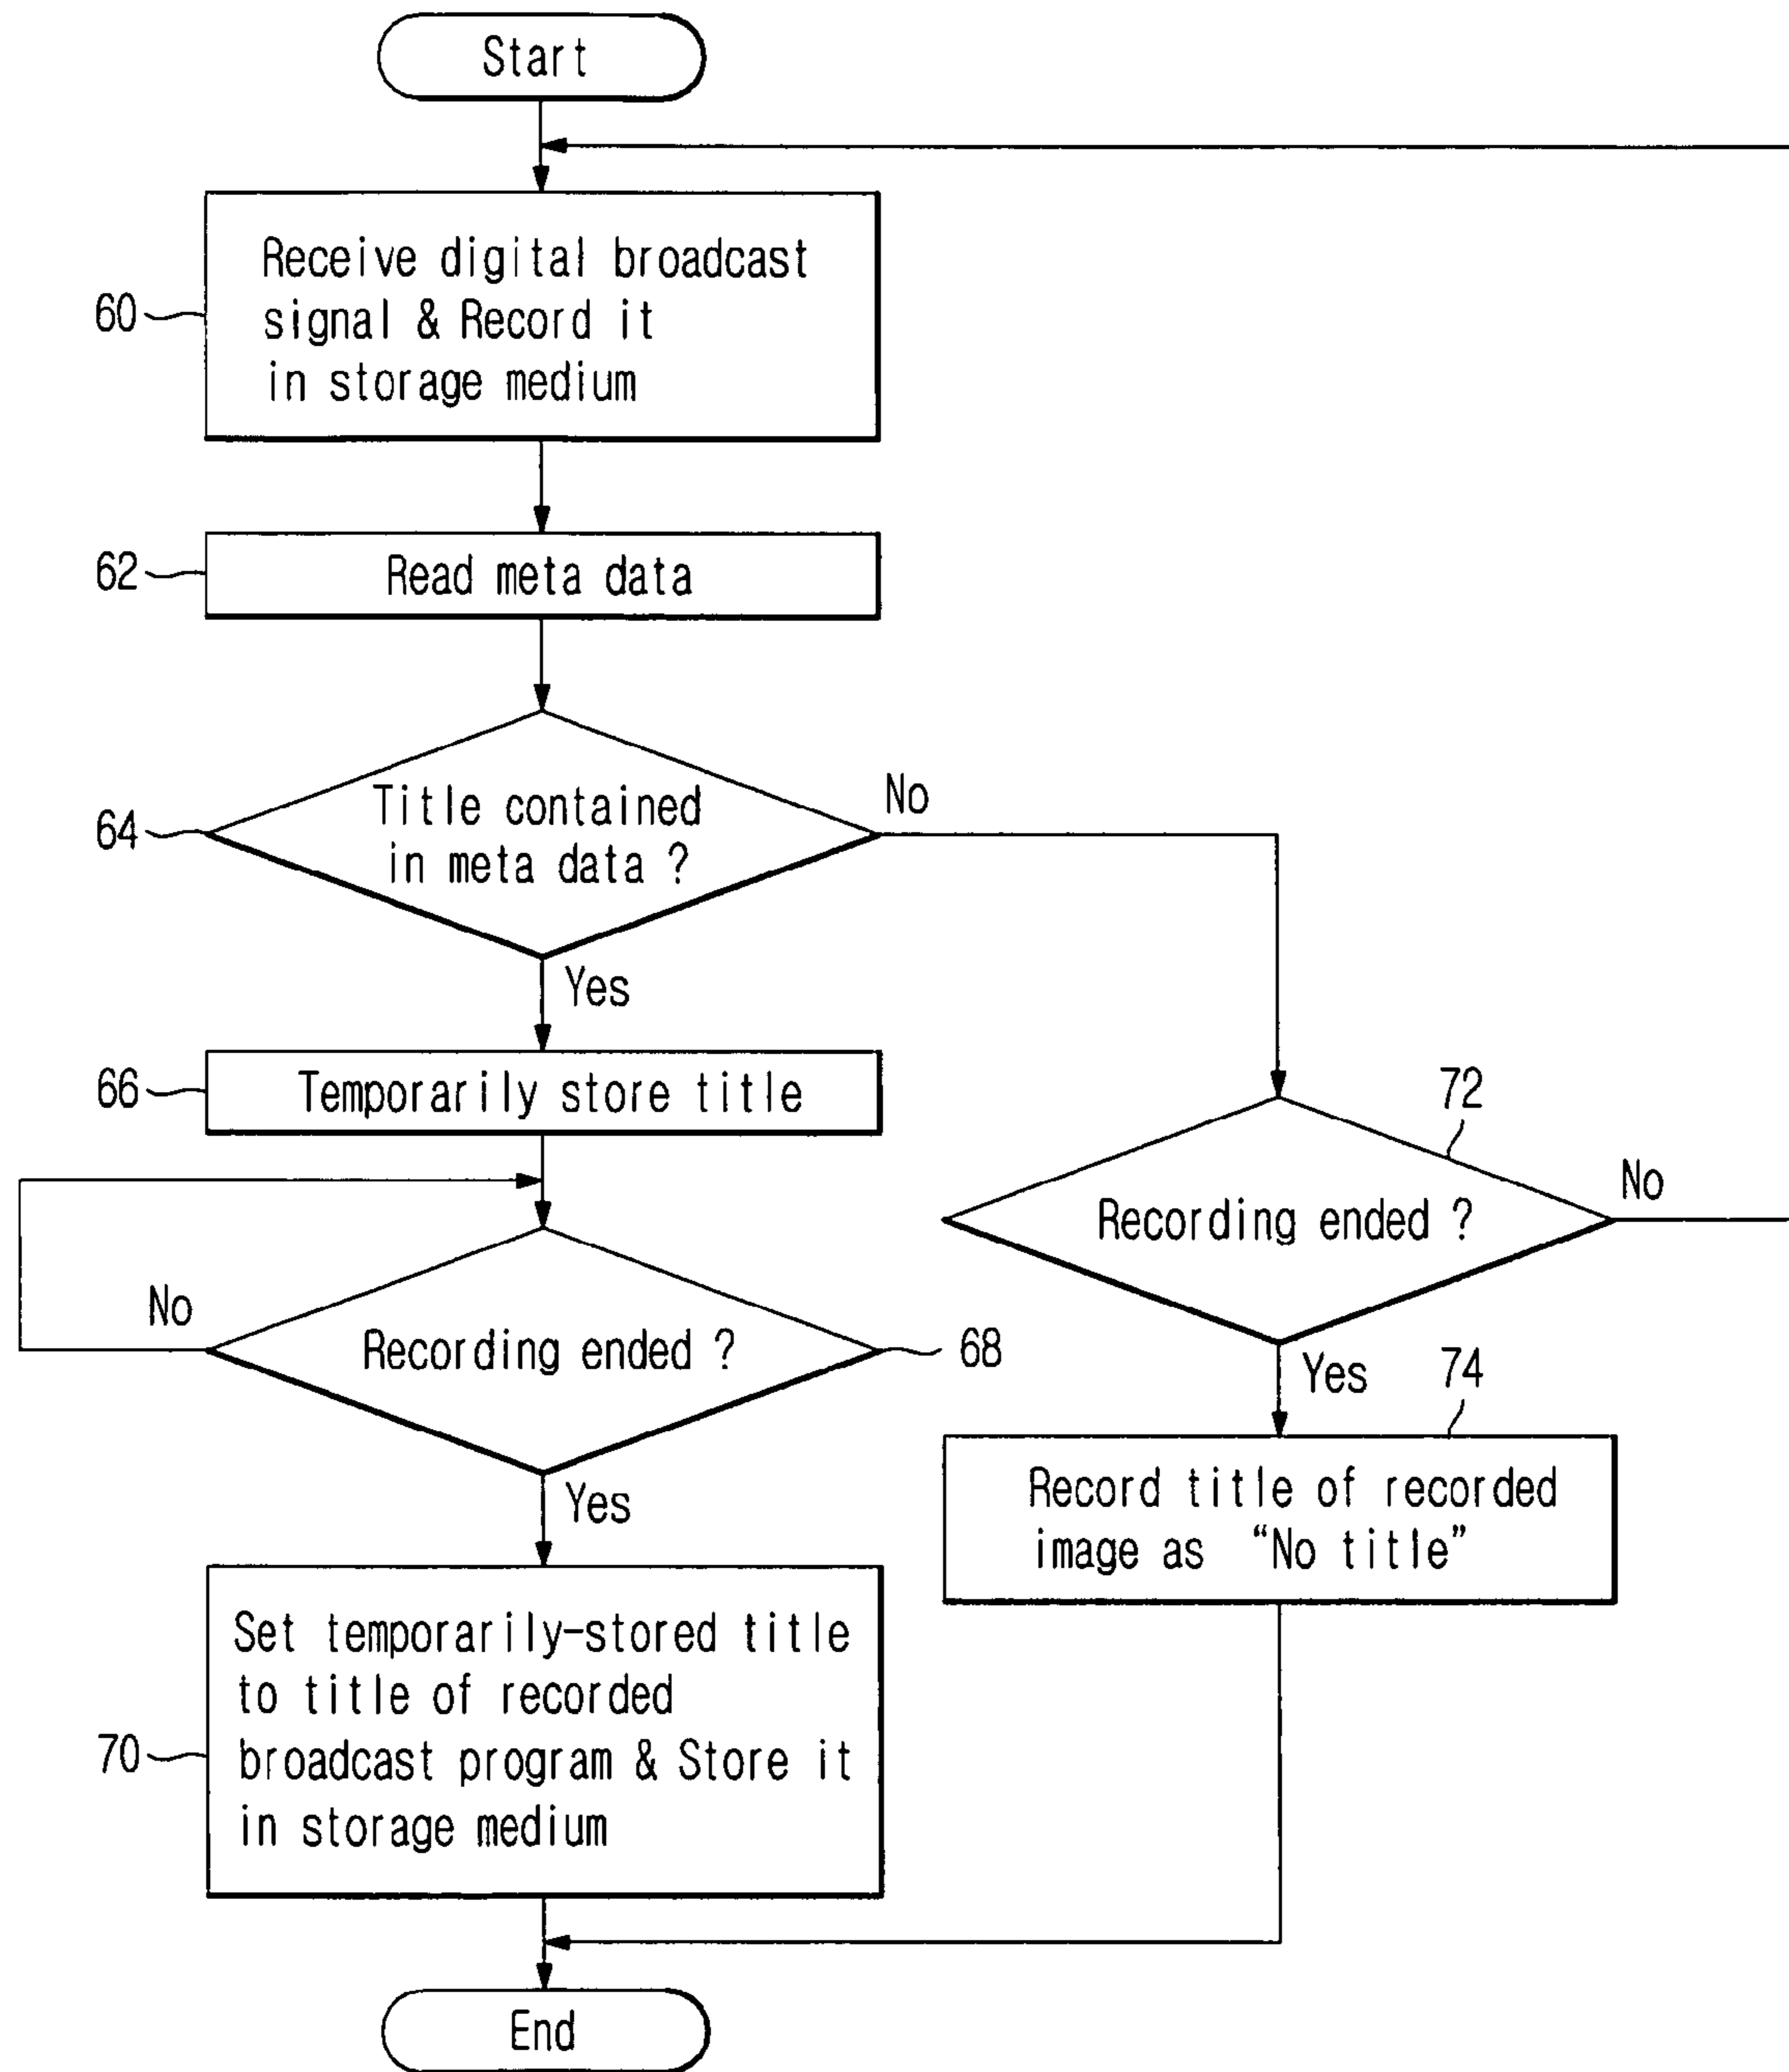 Start
Receive digital broadcast
signal & Record it
in storage medium
60
62
Read meta data
64
Title contained
in meta data ?
No
Yes
66
Temporarily store title
72
Recording ended ?
No
No
Recording ended ?
68
Yes
74
Record title of recorded
image as “No title”
Yes
Set temporarily-stored title
to title of recorded
broadcast program & Store it
in storage medium
70
End